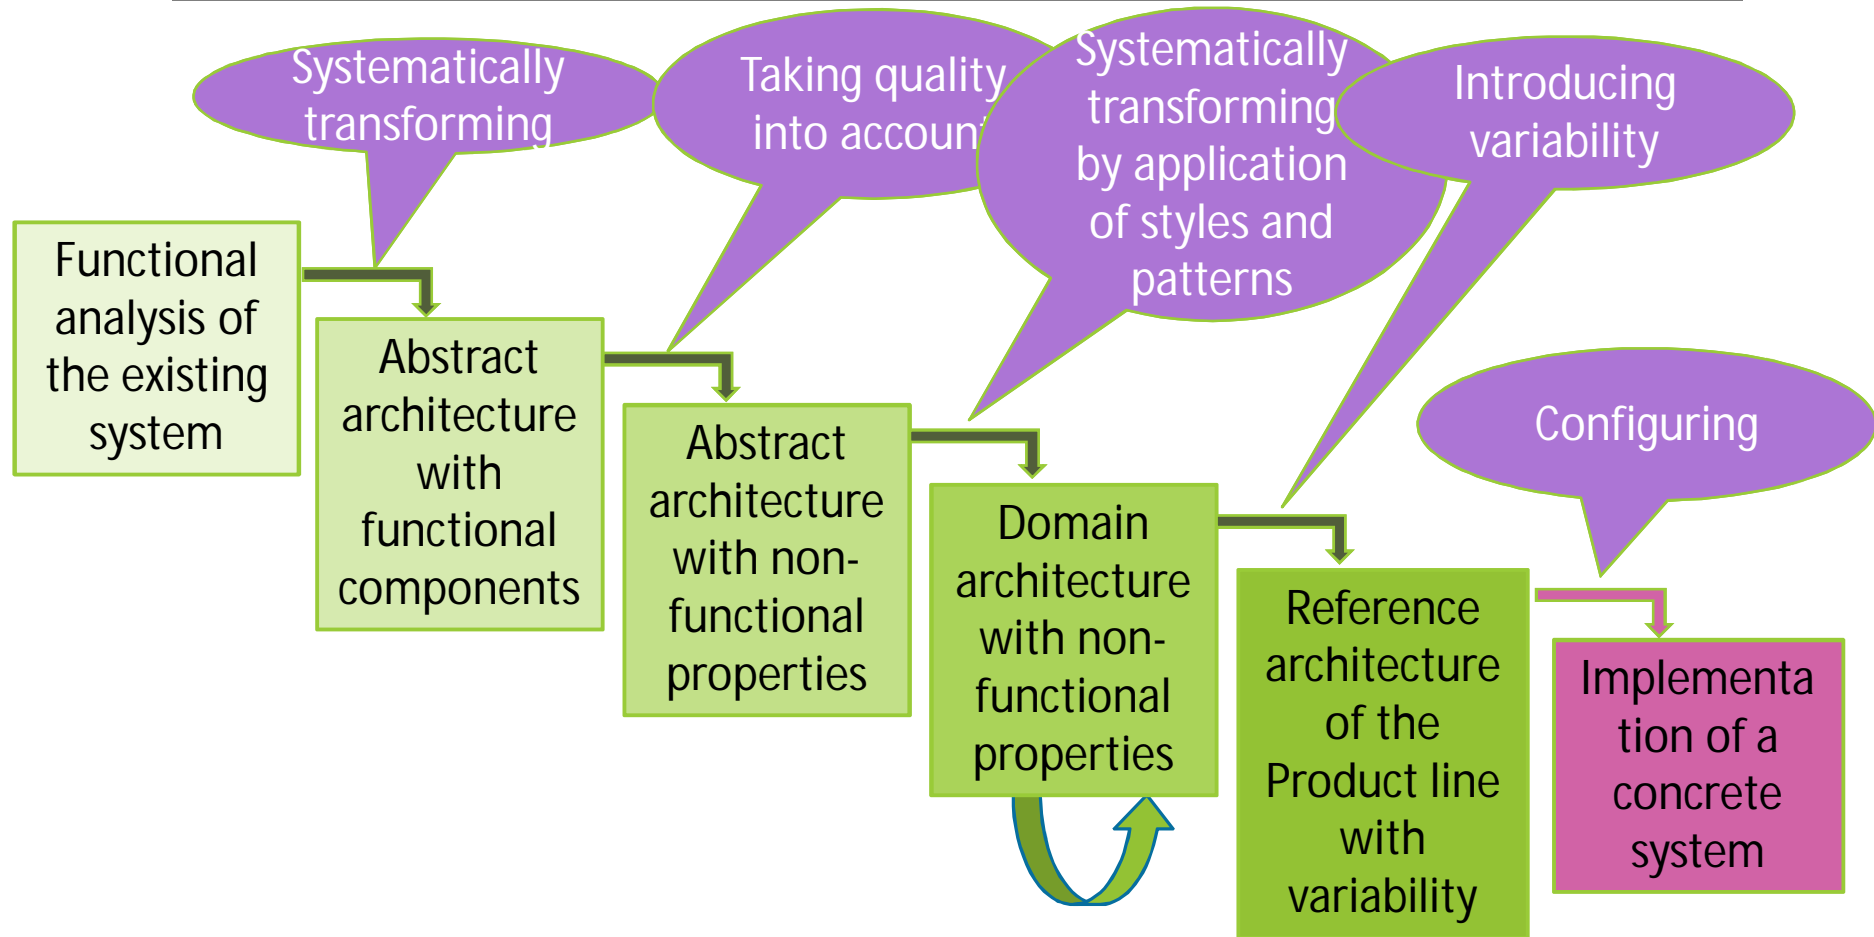 Systematically
transforming
Taking quality
into account
Systematically
transforming
by application
of styles and
patterns
Introducing
variability
Functional
analysis of
the existing
system
Abstract
architecture
with
functional
components
Abstract
architecture
with non-
functional
properties
Domain
architecture
with non-
functional
properties
Configuring
Reference
architecture
of the
Product line
with
variability
Implementa
tion of a
concrete
system